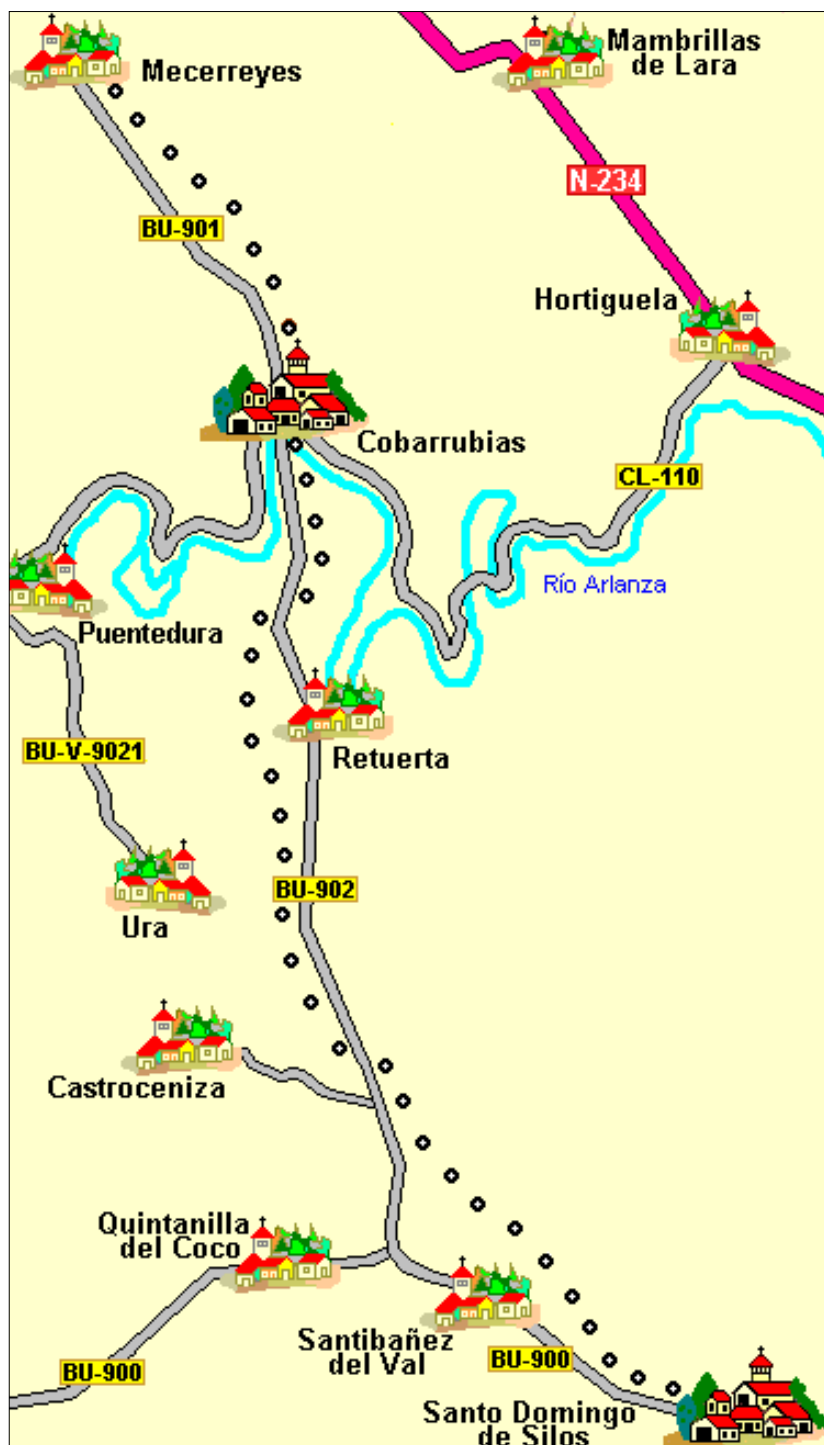 Mecerreyes
Mambrillas
de Lara
N-234
BU-901
Hortiguela
Cobarrubias
CL-110
Río Arlanza
Puentedura
BU-V-9021
Retuerta
BU-902
Ura
Castroceniza
Quintanilla
del Coco
Santibañez
del Val
BU-900
BU-900
Santo Domingo
de Silos